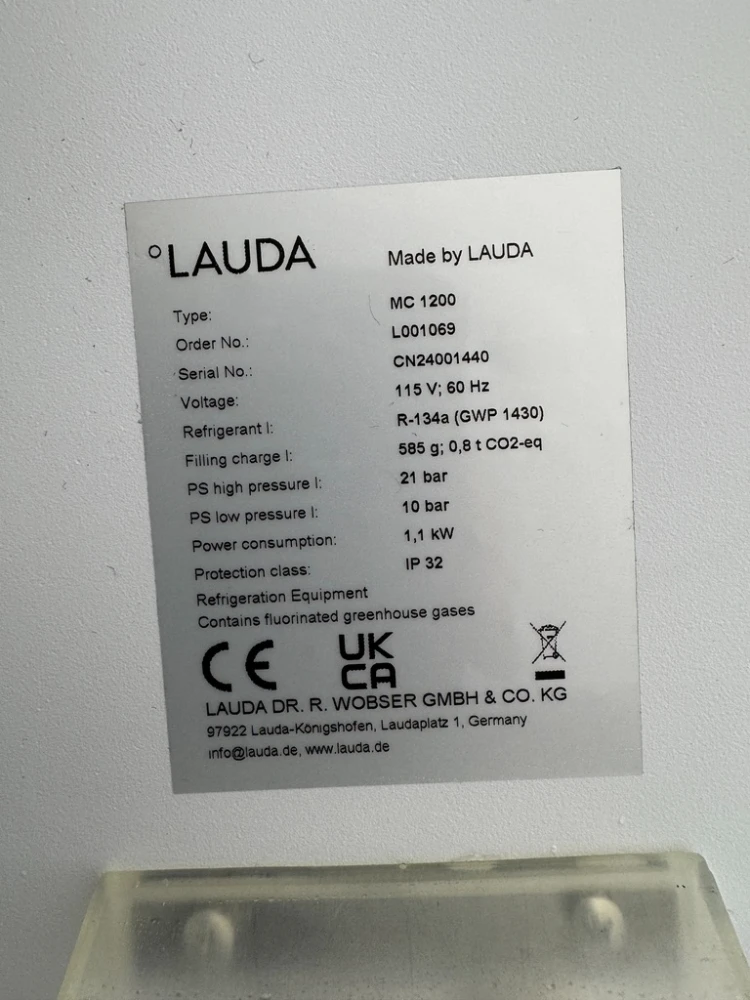 °LAUDA Made by LAUDA
Type: MC 1200
Order No.: L001069
Serial No.: CN24001440
Voltage: 115 V; 60 Hz
Refrigerant I: R-134a (GWP 1430)
Filling charge I: 585 g; 0,8 t CO2-eq
PS high pressure I: 21 bar
PS low pressure I: 10 bar
Power consumption: 1,1 kW
Protection class: IP 32
Refrigeration Equipment
Contains fluorinated greenhouse gases
CE UK
CA
LAUDA DR. R. WOBSER GMBH & CO. KG
97922 Lauda-Königshofen, Laudaplatz 1, Germany
info@lauda.de, www.lauda.de